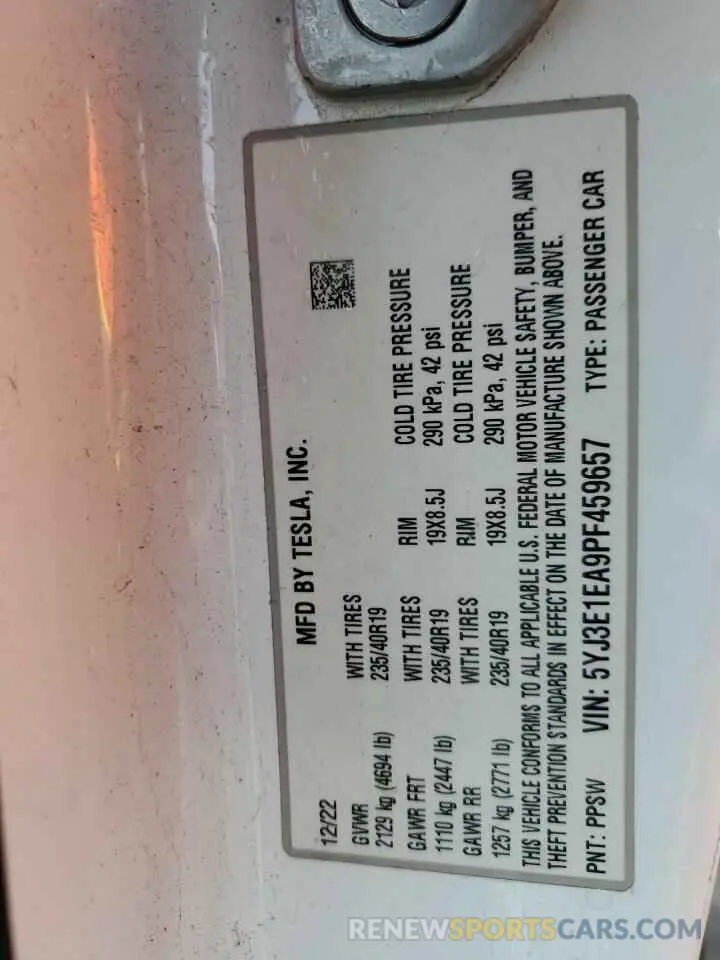 MFD BY TESLA, INC.
12/22
GVWR WITH TIRES
2129 kg (4694 lb) 235/40R19
GAWR FRT WITH TIRES RIM COLD TIRE PRESSURE
1110 kg (2447 lb) 235/40R19 19X8.5J 290 kPa, 42 psi
GAWR RR WITH TIRES RIM COLD TIRE PRESSURE
1257 kg (2771 lb) 235/40R19 19X8.5J 290 kPa, 42 psi
THIS VEHICLE CONFORMS TO ALL APPLICABLE U.S. FEDERAL MOTOR VEHICLE SAFETY, BUMPER, AND
THEFT PREVENTION STANDARDS IN EFFECT ON THE DATE OF MANUFACTURE SHOWN ABOVE.
PNT: PPSW VIN: 5YJ3E1EA9PF459657 TYPE: PASSENGER CAR
RENEWSPORTSCARS.COM